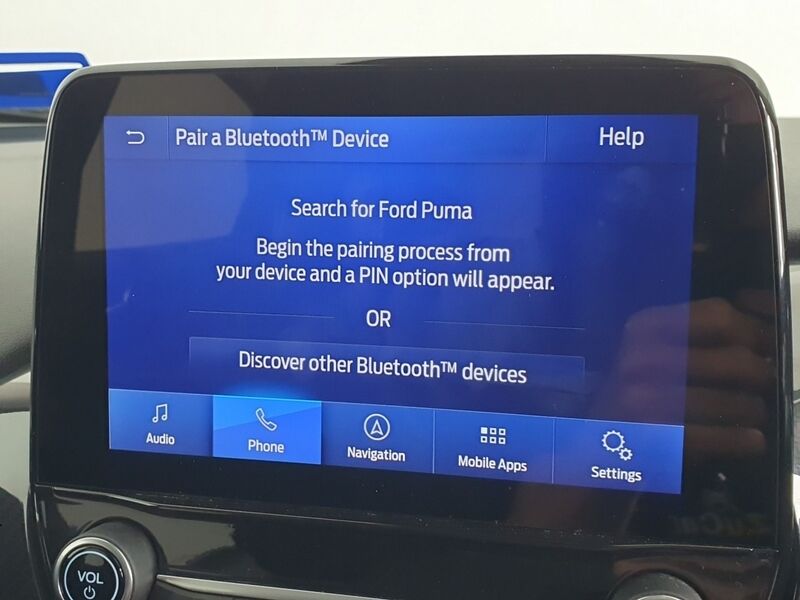 Pair a Bluetooth™ Device
Help
Search for Ford Puma
Begin the pairing process from
your device and a PIN option will appear.
OR
Discover other Bluetooth™ devices
Audio
Phone
Navigation
Mobile Apps
Settings
VOL